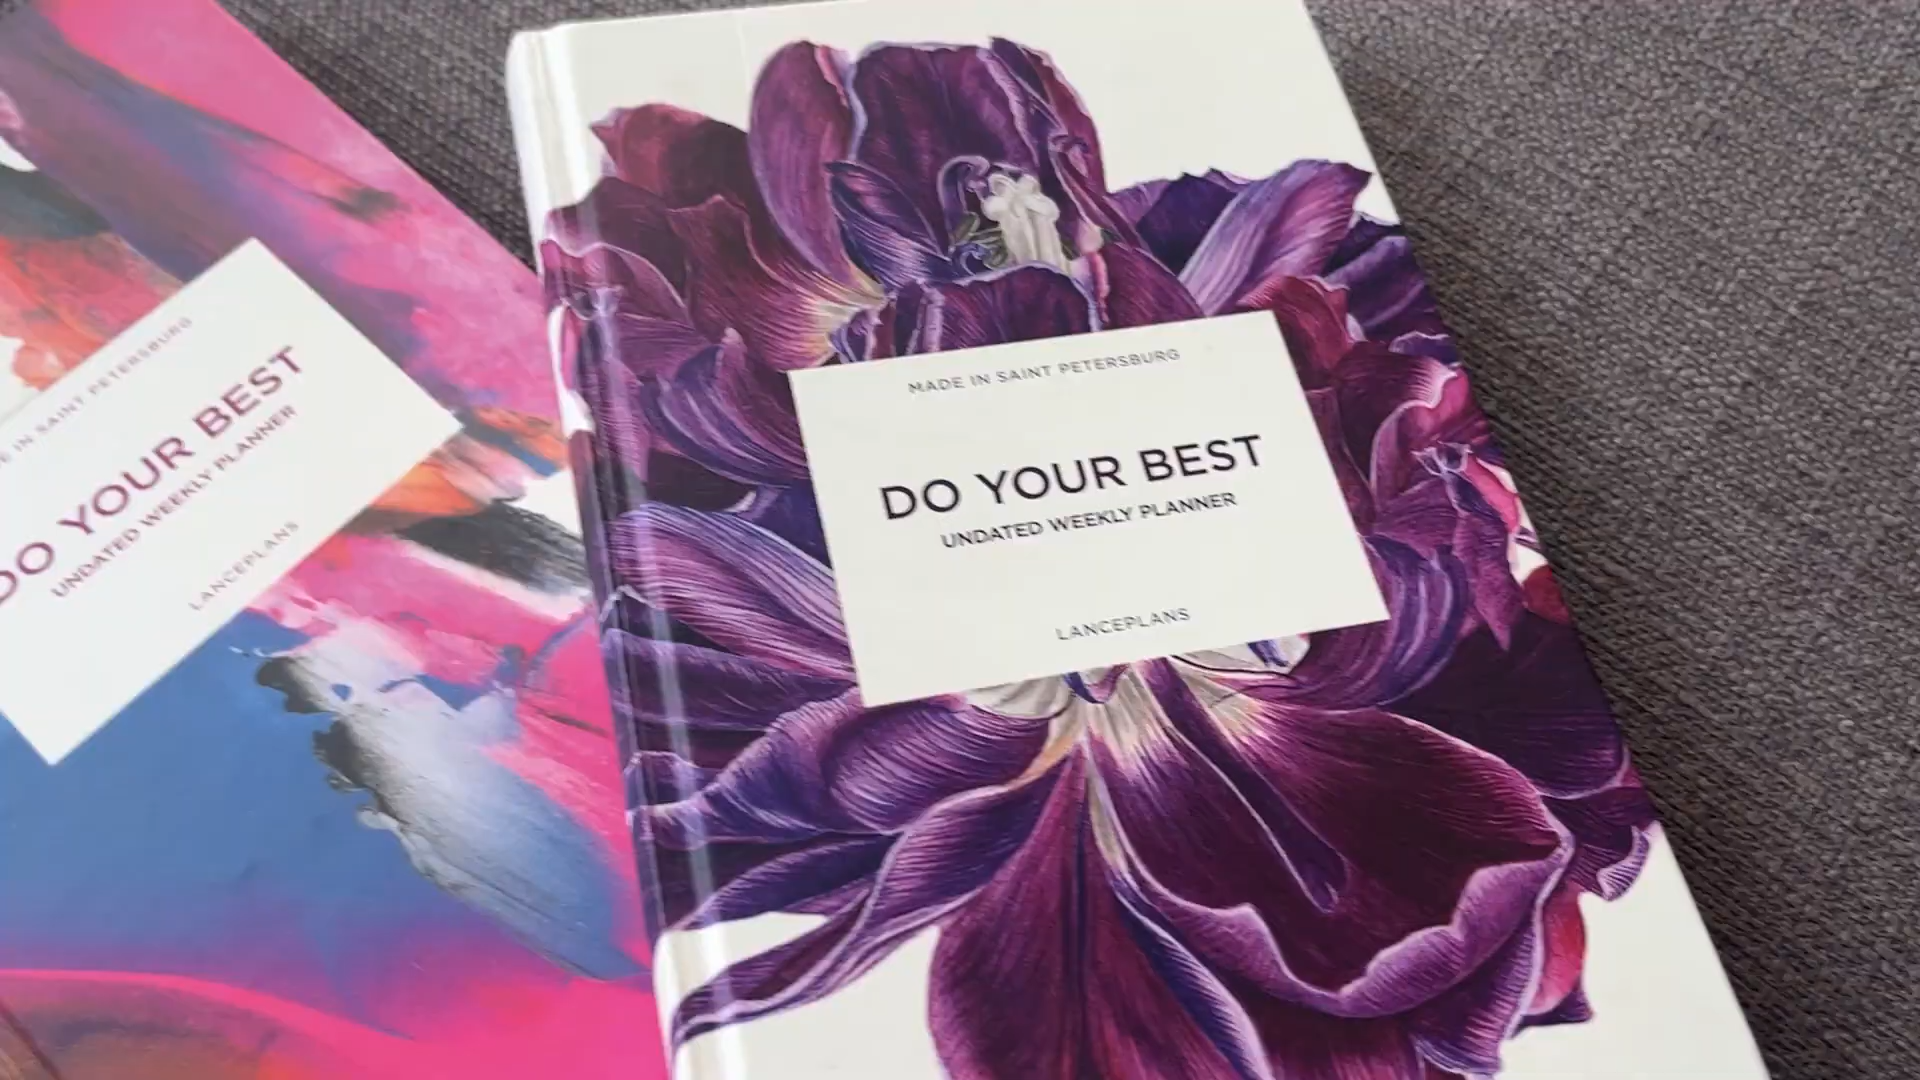 IN SAINT PETERSBURG
DO YOUR BEST
UNDATED WEEKLY PLANNER
LANCEPLANS
MADE IN SAINT PETERSBURG
DO YOUR BEST
UNDATED WEEKLY PLANNER
LANCEPLANS